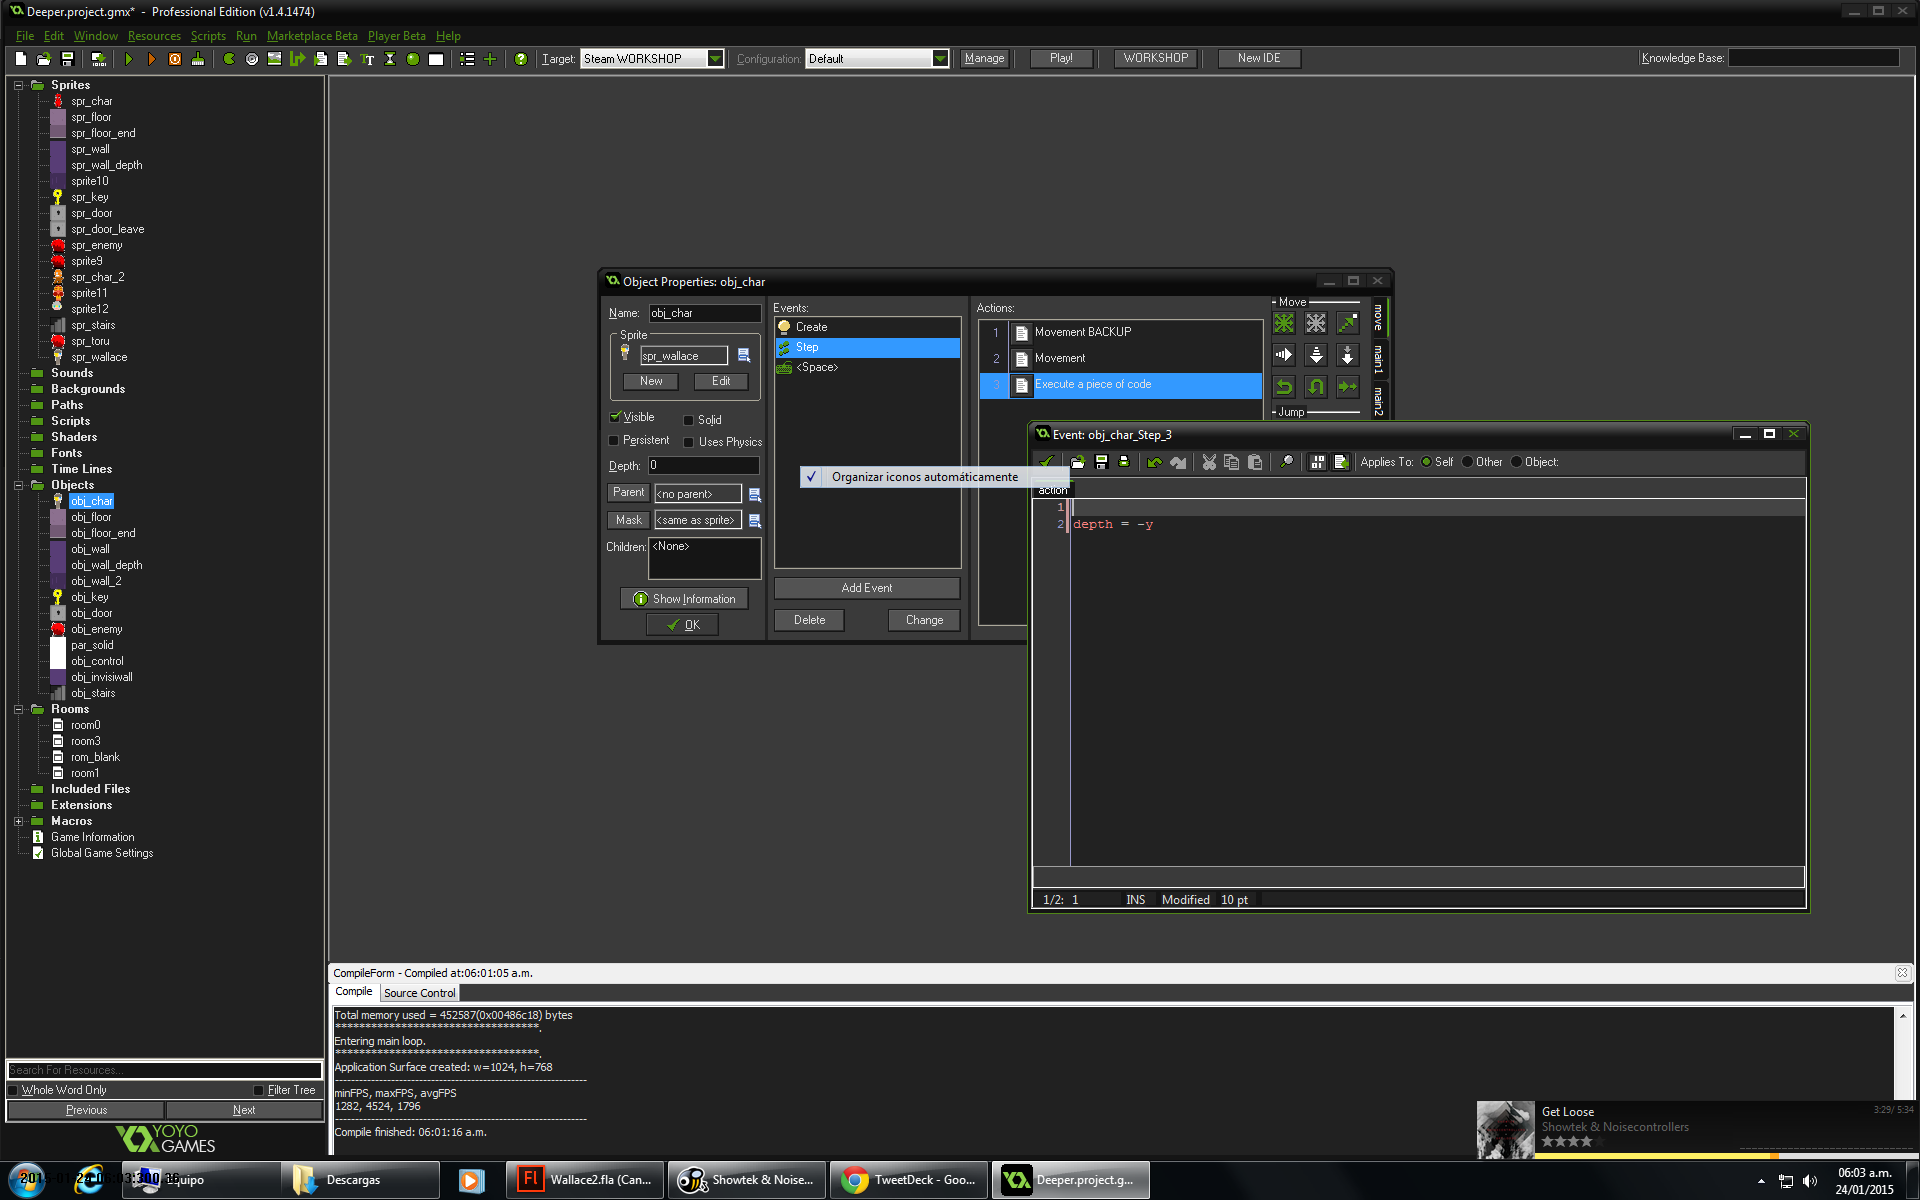 Deeper.project.gmx* - Professional Edition (v1.4.1474)
File Edit Window Resources Scripts Run Marketplace Beta Player Beta Help
Target: Steam WORKSHOP Configuration: Default Manage Play! WORKSHOP New IDE Knowledge Base:
Sprites
spr_char
spr_floor
spr_floor_end
spr_wall
spr_wall_depth
sprite10
spr_key
spr_door
spr_door_leave
spr_enemy
sprite9
spr_char_2
sprite11
sprite12
spr_stairs
spr_toru
spr_wallace
Sounds
Backgrounds
Paths
Scripts
Shaders
Fonts
Time Lines
Objects
obj_char
obj_floor
obj_floor_end
obj_wall
obj_wall_depth
obj_wall_2
obj_key
obj_door
obj_enemy
par_solid
obj_control
obj_invisiwall
obj_stairs
Rooms
room0
room3
rom_blank
room1
Included Files
Extensions
Macros
Game Information
Global Game Settings
Search For Resources...
Whole Word Only Filter Tree
Previous Next
YOYO
GAMES
Object Properties: obj_char
Name: obj_char
Sprite
spr_wallace
New Edit
Visible Solid
Persistent Uses Physics
Depth: 0
Parent <no parent>
Mask <same as sprite>
Children: <None>
Show Information
OK
Events:
Create
Step
<Space>
Add Event
Delete Change
Actions:
1 Movement BACKUP
2 Movement
3 Execute a piece of code
Move
Jump
move
main1
main2
Organizar iconos automáticamente
Event: obj_char_Step_3
Applies To: Self Other Object:
action
1
2 depth = -y
1/2: 1 INS Modified 10 pt
CompileForm - Compiled at:06:01:05 a.m.
Compile Source Control
Total memory used = 452587(0x00486c18) bytes
***********************************.
Entering main loop.
***********************************.
Application Surface created: w=1024, h=768
---------------------------------------------------------------
minFPS, maxFPS, avgFPS
1282, 4524, 1796
---------------------------------------------------------------
Compile finished: 06:01:16 a.m.
Get Loose 3:29/ 5:34
Showtek & Noisecontrollers
Equipo
Descargas
Wallace2.fla (Can...
Showtek & Noise...
TweetDeck - Goo...
Deeper.project.g...
06:03 a.m.
24/01/2015